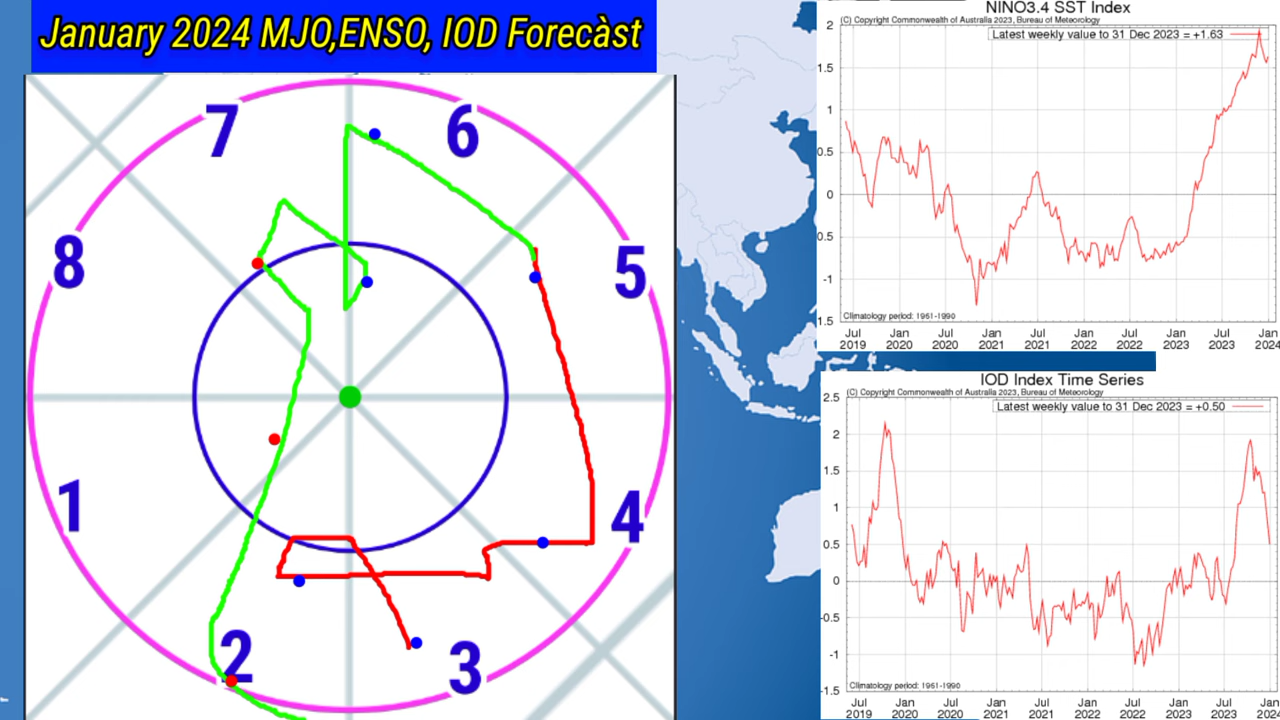 January 2024 MJO,ENSO, IOD Forecàst
7
6
8
5
1
4
2
3
NINO3.4 SST Index
(C) Copyright Commonwealth of Australia 2023, Bureau of Meteorology
Latest weekly value to 31 Dec 2023 = +1.63
2
1.5
1
0.5
0
-0.5
-1
1.5
Climatology period: 1961-1990
Jul Jan Jul Jan Jul Jan Jul Jan Jul Jan
2019 2020 2020 2021 2021 2022 2022 2023 2023 2024
IOD Index Time Series
(C) Copyright Commonwealth of Australia 2023, Bureau of Meteorology
Latest weekly value to 31 Dec 2023 = +0.50
2.5
2
1.5
1
0.5
0
-0.5
-1
-1.5
Climatology period: 1961-1990
Jul Jan Jul Jan Jul Jan Jul Jan Jul Jan
2019 2020 2020 2021 2021 2022 2022 2023 2023 2024